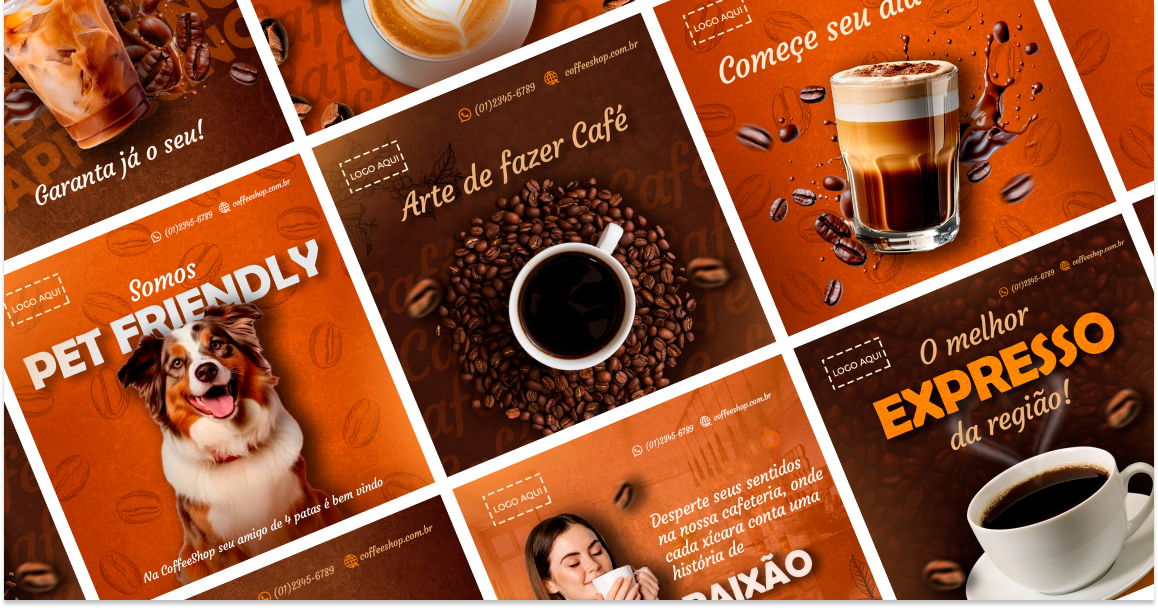 Garanta já o seu!
(01)2345-6789
coffeeshop.com.br
LOGO AQUI
Somos
PET FRIENDLY
Na CoffeeShop seu amigo de 4 patas é bem vindo
(01)2345-6789
coffeeshop.com.br
(01)2345-6789
coffeeshop.com.br
LOGO AQUI
Arte de fazer Café
Café
(01)2345-6789
coffeeshop.com.br
LOGO AQUI
Desperte seus sentidos
na nossa cafeteria, onde
cada xícara conta uma
história de
PAIXÃO
LOGO AQUI
Começe seu dia
(01)2345-6789
coffeeshop.com.br
LOGO AQUI
O melhor
EXPRESSO
da região!